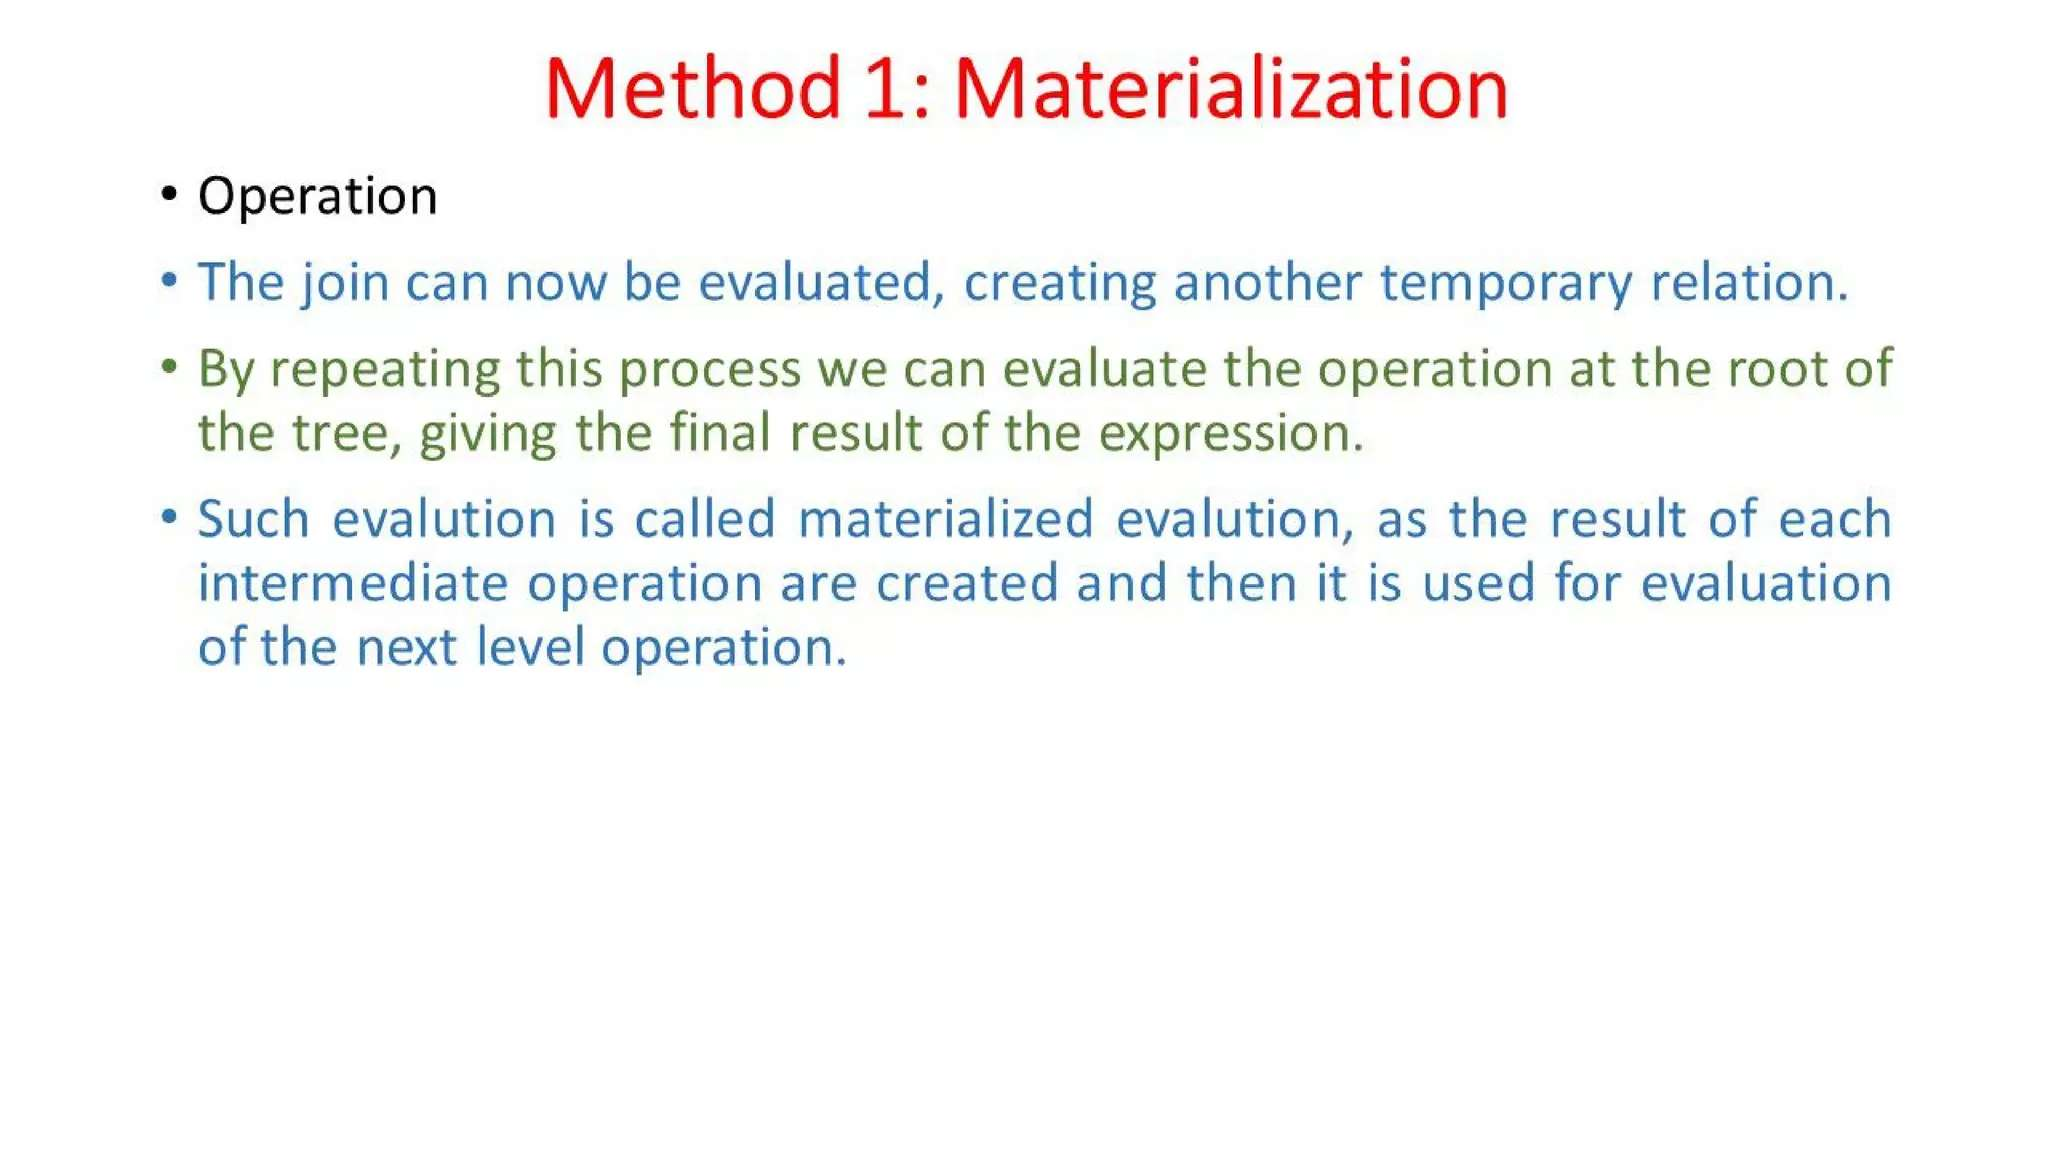 Method 1: Materialization
• Operation
• The join can now be evaluated, creating another temporary relation.
• By repeating this process we can evaluate the operation at the root of
the tree, giving the final result of the expression.
• Such evalution is called materialized evalution, as the result of each
intermediate operation are created and then it is used for evaluation
of the next level operation.